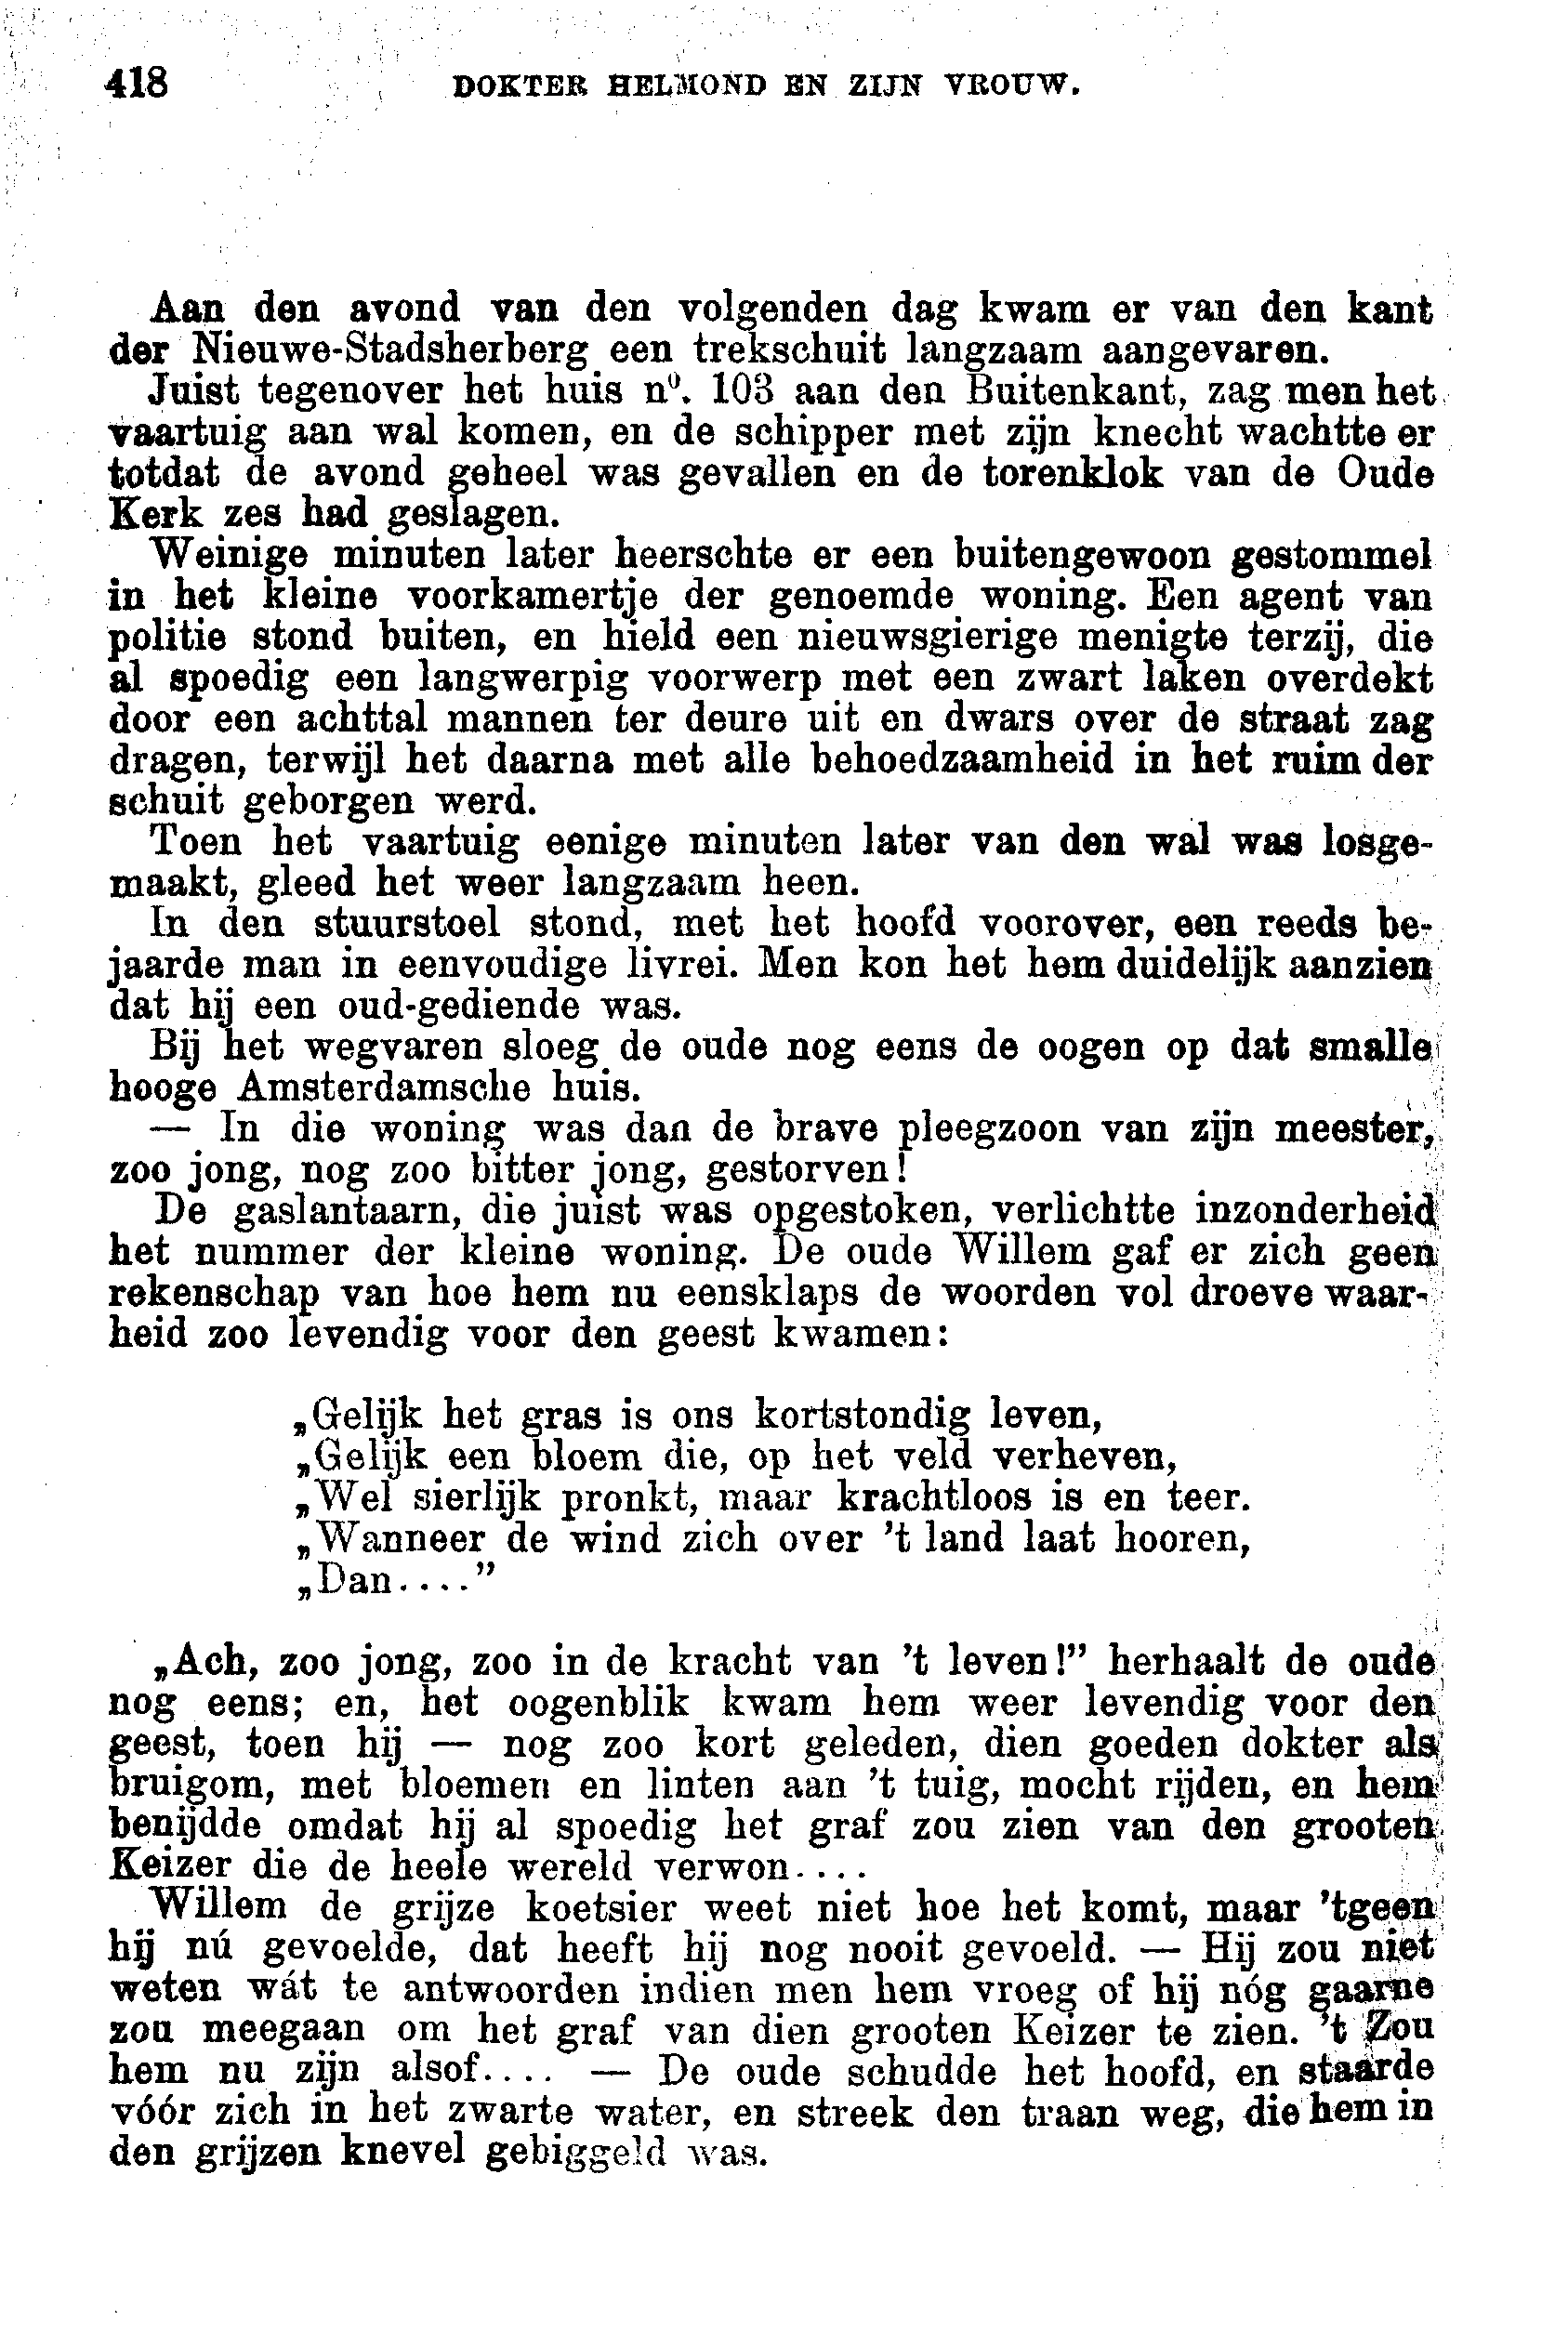 418 DOKTER HELMOND EN ZIJN VROUW.
Aan den avond van den volgenden dag kwam er van den kant
der Nieuwe-Stadsherberg een trekschuit langzaam aangevaren.
Juist tegenover het huis n⁰. 103 aan den Buitenkant, zag men het
vaartuig aan wal komen, en de schipper met zijn knecht wachtte er
totdat de avond geheel was gevallen en de torenklok van de Oude
Kerk zes had geslagen.
Weinige minuten later heerschte er een buitengewoon gestommel
in het kleine voorkamertje der genoemde woning. Een agent van
politie stond buiten, en hield een nieuwsgierige menigte terzij, die
al spoedig een langwerpig voorwerp met een zwart laken overdekt
door een achttal mannen ter deure uit en dwars over de straat zag
dragen, terwijl het daarna met alle behoedzaamheid in het ruim der
schuit geborgen werd.
Toen het vaartuig eenige minuten later van den wal was losge-
maakt, gleed het weer langzaam heen.
In den stuurstoel stond, met het hoofd voorover, een reeds be-
jaarde man in eenvoudige livrei. Men kon het hem duidelijk aanzien
dat hij een oud-gediende was.
Bij het wegvaren sloeg de oude nog eens de oogen op dat smalle
hooge Amsterdamsche huis.
— In die woning was dan de brave pleegzoon van zijn meester,
zoo jong, nog zoo bitter jong, gestorven!
De gaslantaarn, die juist was opgestoken, verlichtte inzonderheid
het nummer der kleine woning. De oude Willem gaf er zich geen
rekenschap van hoe hem nu eensklaps de woorden vol droeve waar-
heid zoo levendig voor den geest kwamen:
„Gelijk het gras is ons kortstondig leven,
„Gelijk een bloem die, op het veld verheven,
„Wel sierlijk pronkt, maar krachtloos is en teer.
„Wanneer de wind zich over 't land laat hooren,
„Dan...."
„Ach, zoo jong, zoo in de kracht van 't leven!" herhaalt de oude
nog eens; en, het oogenblik kwam hem weer levendig voor den
geest, toen hij — nog zoo kort geleden, dien goeden dokter als
bruigom, met bloemen en linten aan 't tuig, mocht rijden, en hem
benijdde omdat hij al spoedig het graf zou zien van den grooten
Keizer die de heele wereld verwon....
Willem de grijze koetsier weet niet hoe het komt, maar 'tgeen
hij nú gevoelde, dat heeft hij nog nooit gevoeld. — Hij zou niet
weten wát te antwoorden indien men hem vroeg of hij nóg gaarne
zou meegaan om het graf van dien grooten Keizer te zien. 't Zou
hem nu zijn alsof.... — De oude schudde het hoofd, en staarde
vóór zich in het zwarte water, en streek den traan weg, die hem in
den grijzen knevel gebiggeld was.